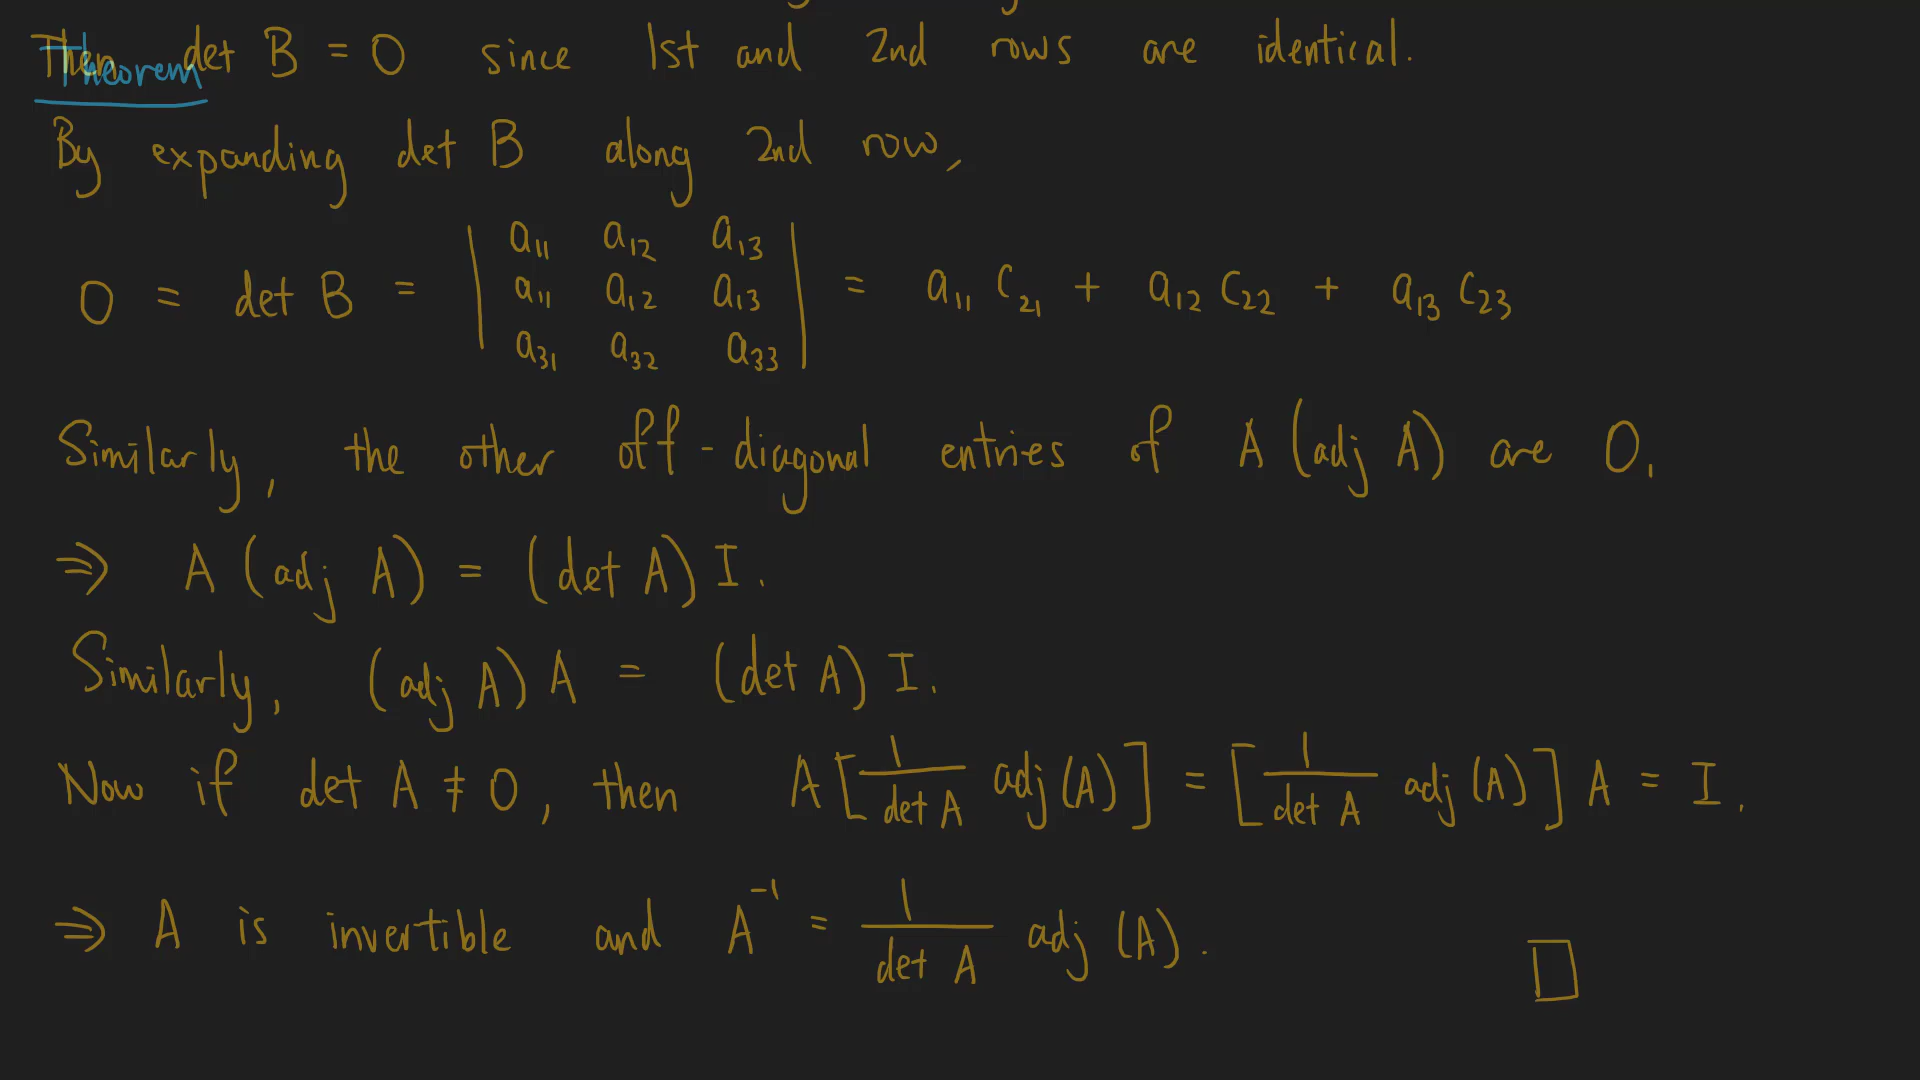 Then det B = 0 since 1st and 2nd rows are identical.
Theorem
By expanding det B along 2nd row,
0 = det B = | a₁₁ a₁₂ a₁₃ |
| a₁₁ a₁₂ a₁₃ | = a₁₁ C₂₁ + a₁₂ C₂₂ + a₁₃ C₂₃
| a₃₁ a₃₂ a₃₃ |
Similarly, the other off-diagonal entries of A (adj A) are 0.
⇒ A (adj A) = (det A) I.
Similarly, (adj A) A = (det A) I.
Now if det A ≠ 0, then A [ 1/det A adj (A) ] = [ 1/det A adj (A) ] A = I.
⇒ A is invertible and A⁻¹ = 1/det A adj (A). □